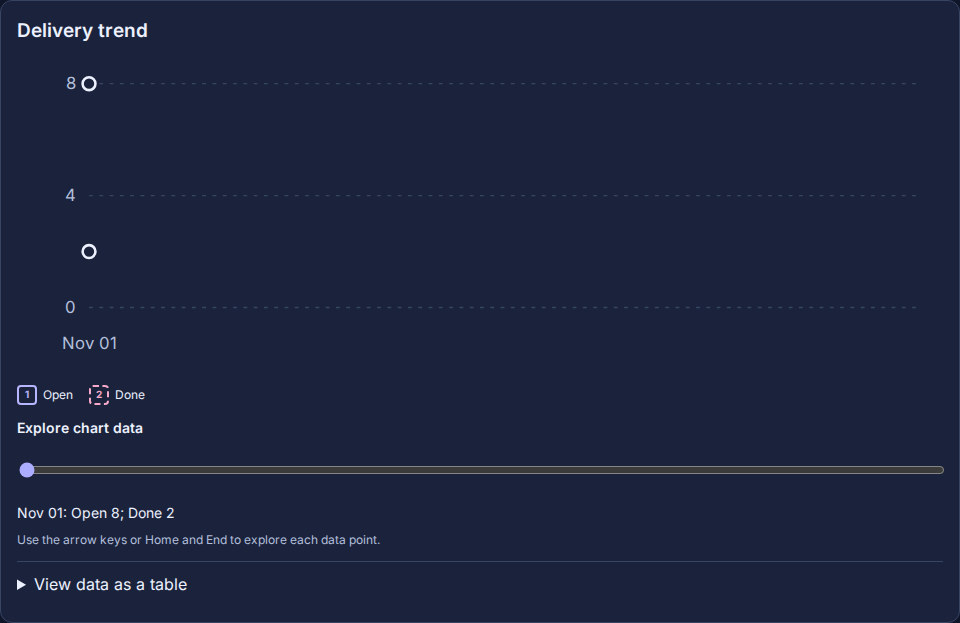 Delivery trend
8
4
0
Nov 01
1 Open 2 Done
Explore chart data
Nov 01: Open 8; Done 2
Use the arrow keys or Home and End to explore each data point.
View data as a table